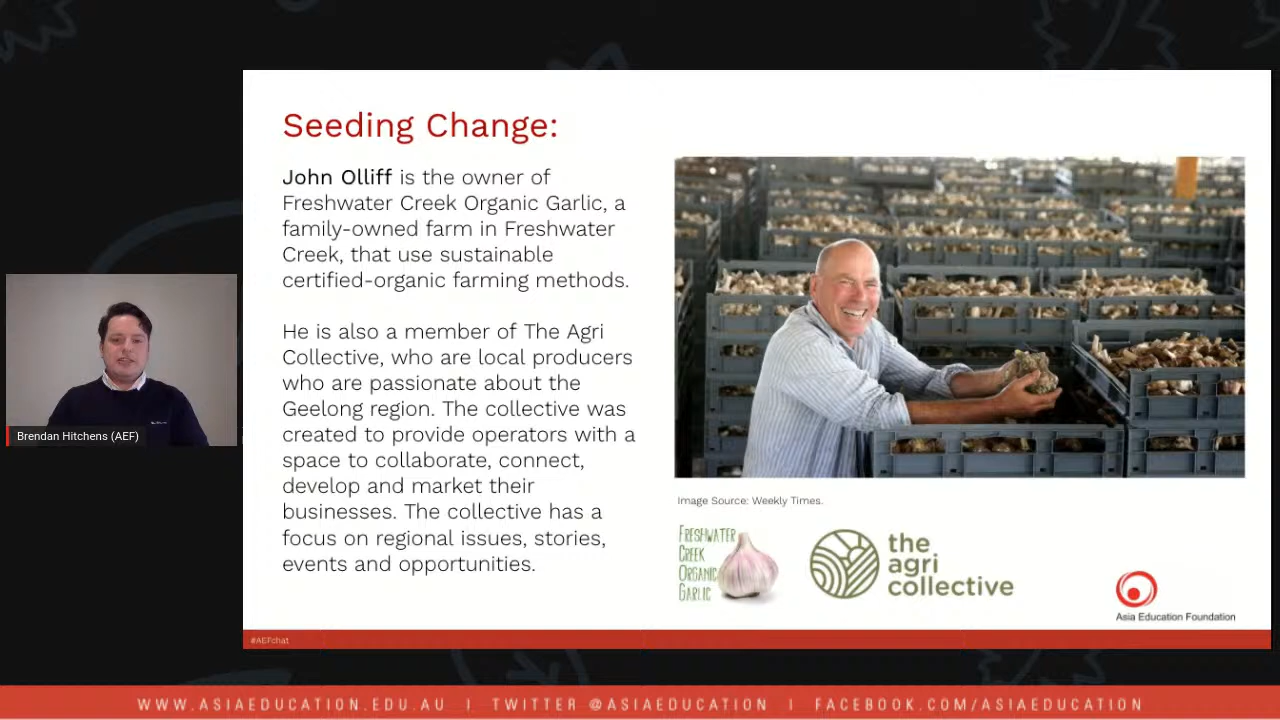 Seeding Change:
John Olliff is the owner of
Freshwater Creek Organic Garlic, a
family-owned farm in Freshwater
Creek, that use sustainable
certified-organic farming methods.
He is also a member of The Agri
Collective, who are local producers
who are passionate about the
Geelong region. The collective was
created to provide operators with a
space to collaborate, connect,
develop and market their
businesses. The collective has a
focus on regional issues, stories,
events and opportunities.
Image Source: Weekly Times.
FRESHWATER
CREEK
ORGANIC
GARLIC
the
agri
collective
Asia Education Foundation
#AEFchat
Brendan Hitchens (AEF)
WWW.ASIAEDUCATION.EDU.AU | TWITTER @ASIAEDUCATION | FACEBOOK.COM/ASIAEDUCATION